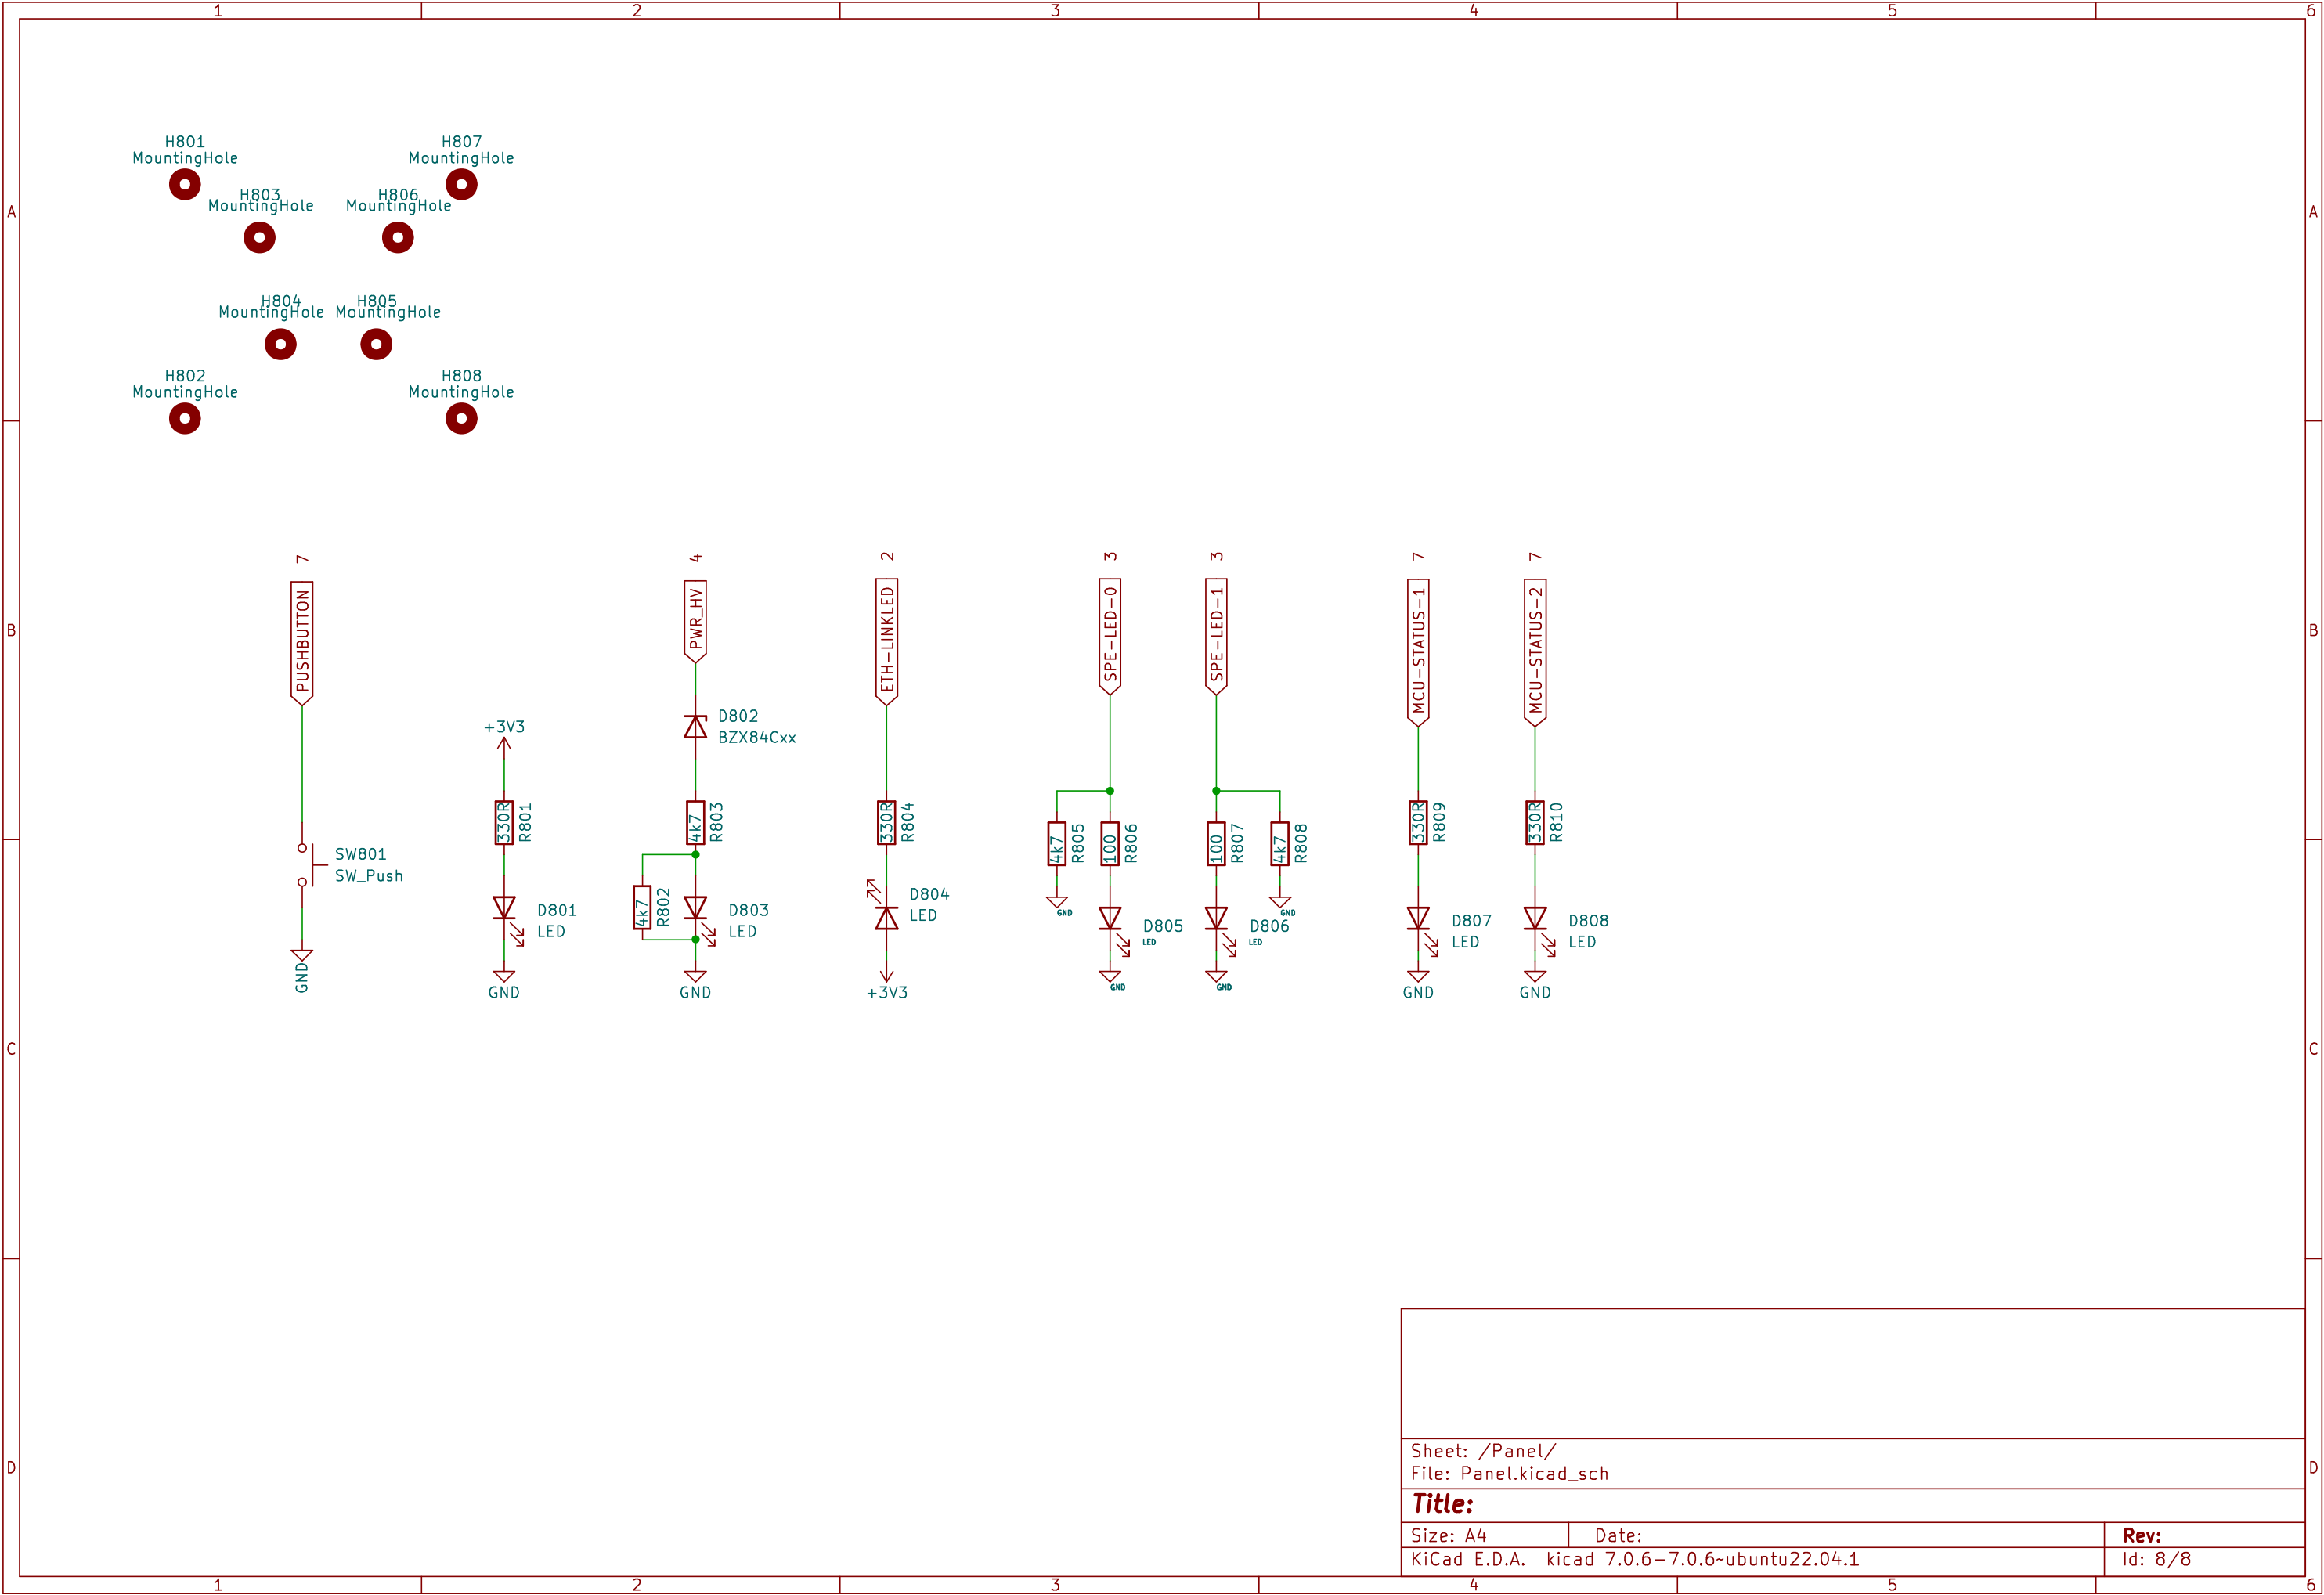 1 2 3 4 5 6
A A
B B
C C
D D
H801
MountingHole
H807
MountingHole
H803
MountingHole
H806
MountingHole
H804
MountingHole
H805
MountingHole
H802
MountingHole
H808
MountingHole
7
PUSHBUTTON
SW801
SW_Push
GND
+3V3
330R
R801
D801
LED
GND
4
PWR_HV
D802
BZX84Cxx
4k7
R803
4k7
R802
D803
LED
GND
2
ETH-LINKLED
330R
R804
D804
LED
+3V3
3
SPE-LED-0
4k7
R805
GND
100
R806
D805
LED
GND
3
SPE-LED-1
100
R807
4k7
R808
GND
D806
LED
GND
7
MCU-STATUS-1
330R
R809
D807
LED
GND
7
MCU-STATUS-2
330R
R810
D808
LED
GND
Sheet: /Panel/
File: Panel.kicad_sch
Title:
Size: A4 Date: Rev:
KiCad E.D.A. kicad 7.0.6-7.0.6~ubuntu22.04.1 Id: 8/8
1 2 3 4 5 6